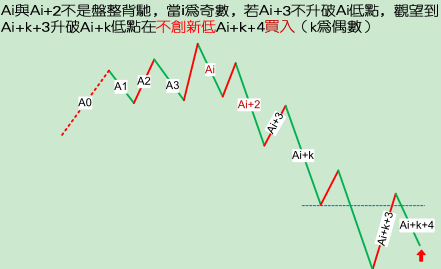 Ai與Ai+2不是盤整背馳，當i爲奇數，若Ai+3不升破Ai低點，觀望到
Ai+k+3升破Ai+k低點在不創新低Ai+k+4買入（k爲偶數）
A0
A1
A2
A3
Ai
Ai+2
Ai+3
Ai+k
Ai+k+3
Ai+k+4